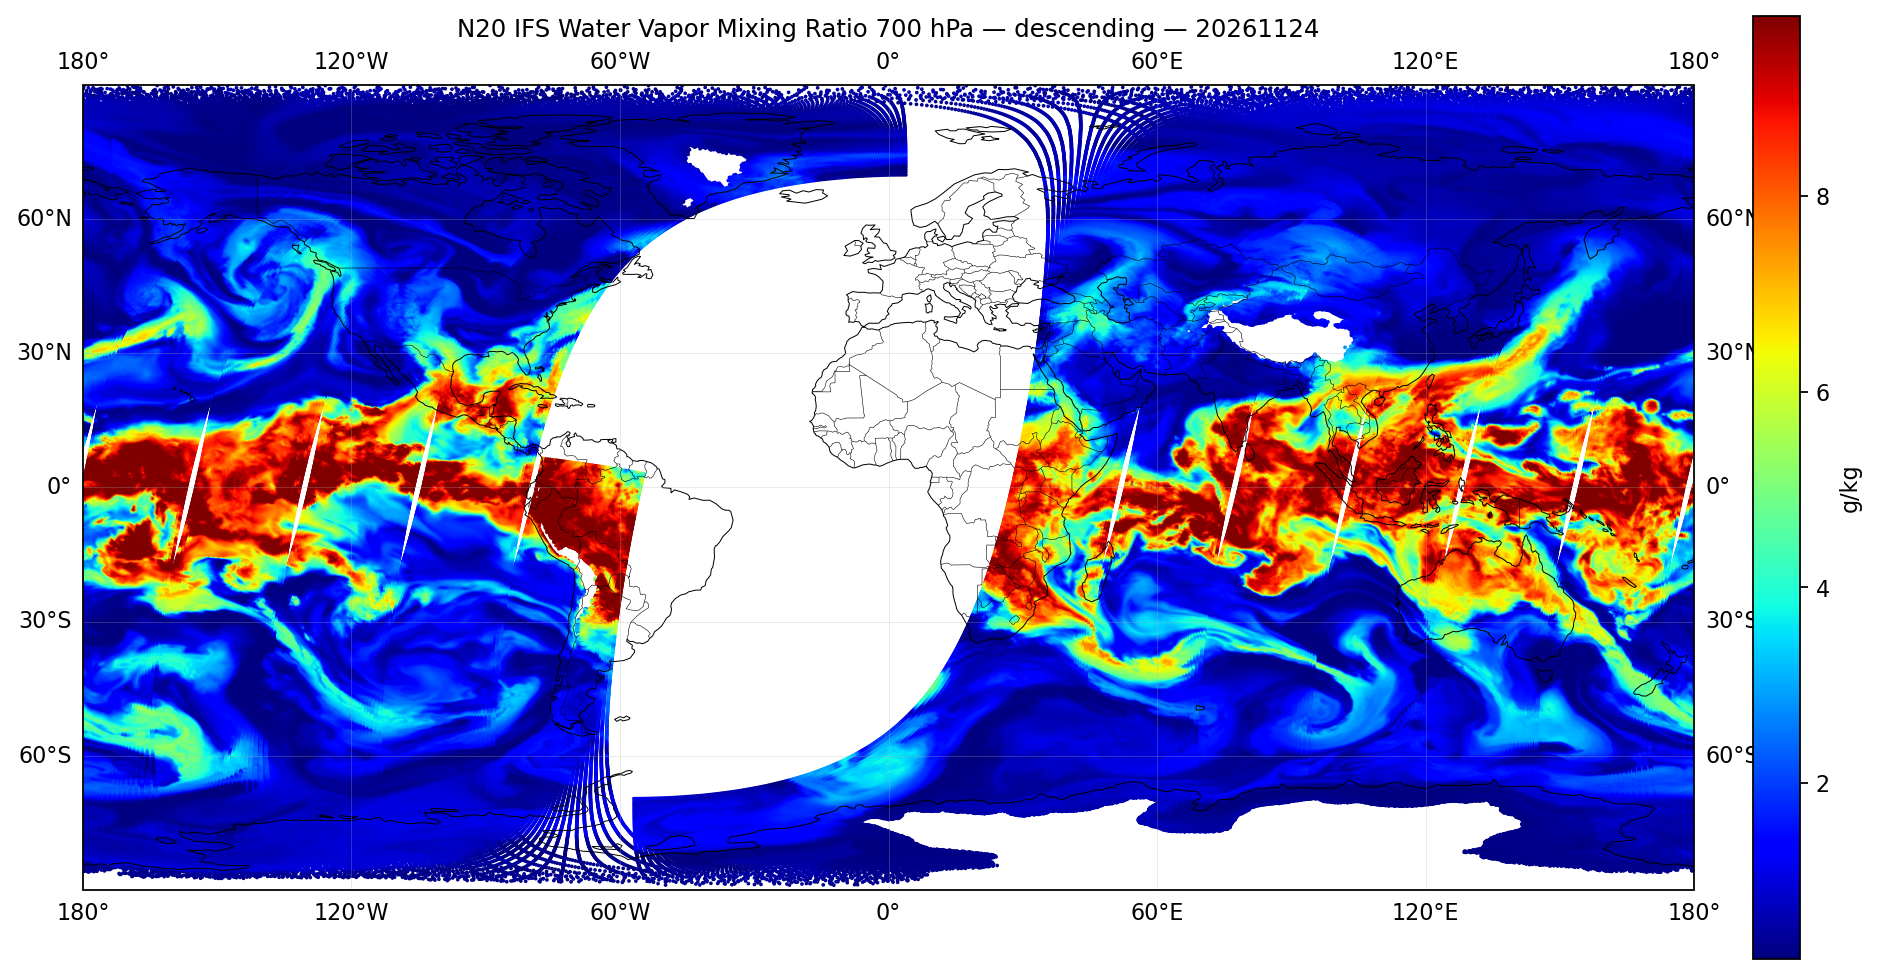 N20 IFS Water Vapor Mixing Ratio 700 hPa — descending — 20261124
180° 120°W 60°W 0° 60°E 120°E 180°
60°N 60°N
30°N 30°N
0° 0°
30°S 30°S
60°S 60°S
180° 120°W 60°W 0° 60°E 120°E 180°
8
6
4
2
g/kg